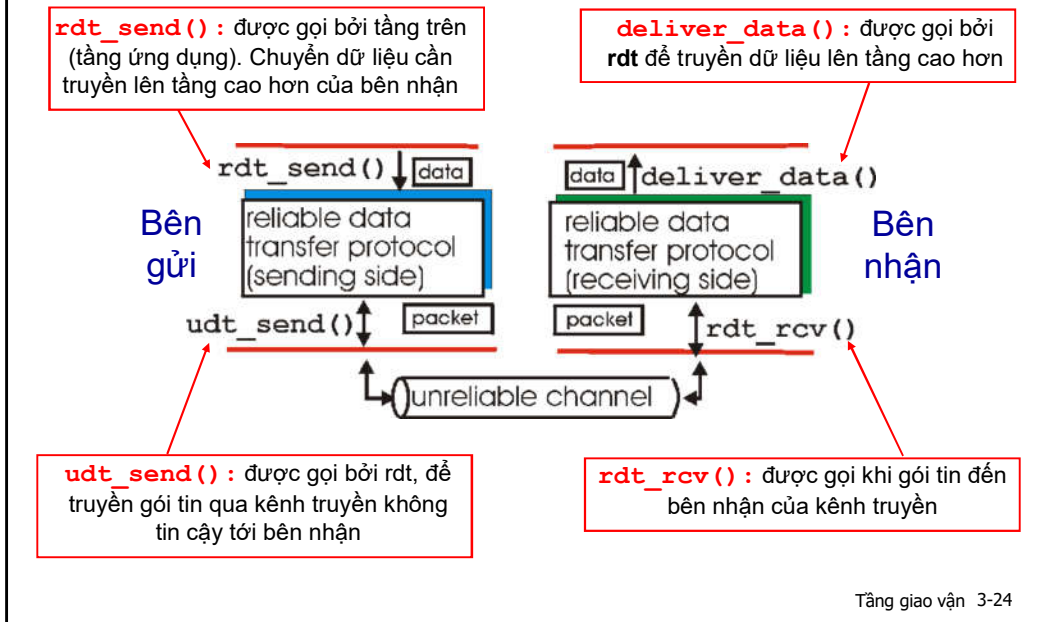 rdt_send(): được gọi bởi tầng trên
(tầng ứng dụng). Chuyển dữ liệu cần
truyền lên tầng cao hơn của bên nhận
deliver_data(): được gọi bởi
rdt để truyền dữ liệu lên tầng cao hơn
rdt_send()
data
data
deliver_data()
Bên
gửi
reliable data
transfer protocol
(sending side)
reliable data
transfer protocol
(receiving side)
Bên
nhận
udt_send()
packet
packet
rdt_rcv()
unreliable channel
udt_send(): được gọi bởi rdt, để
truyền gói tin qua kênh truyền không
tin cậy tới bên nhận
rdt_rcv(): được gọi khi gói tin đến
bên nhận của kênh truyền
Tầng giao vận 3-24